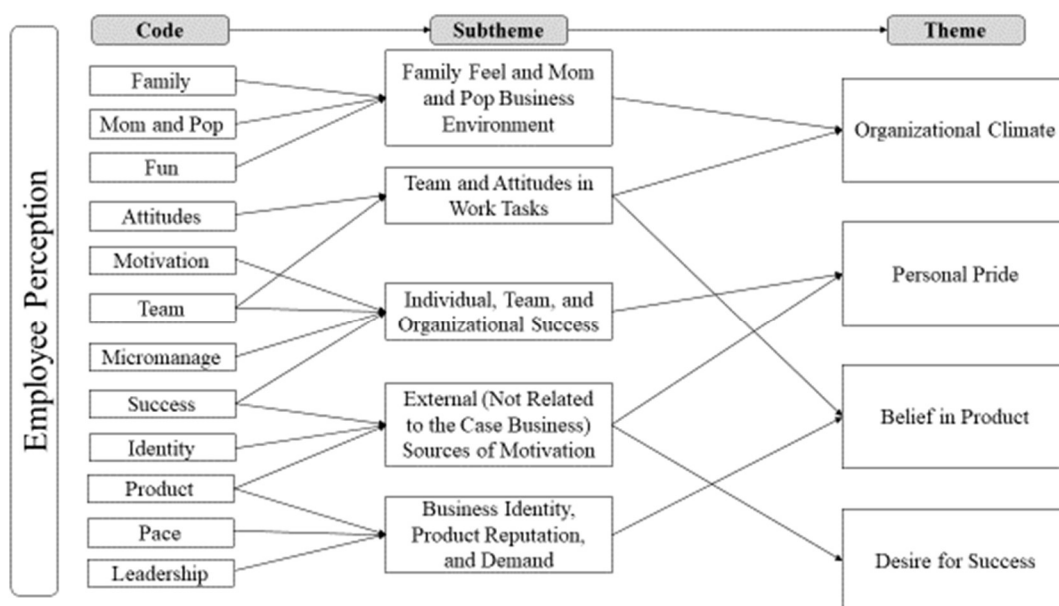 Code
Subtheme
Theme
Employee Perception
Family
Mom and Pop
Fun
Attitudes
Motivation
Team
Micromanage
Success
Identity
Product
Pace
Leadership
Family Feel and Mom
and Pop Business
Environment
Team and Attitudes in
Work Tasks
Individual, Team, and
Organizational Success
External (Not Related
to the Case Business)
Sources of Motivation
Business Identity,
Product Reputation,
and Demand
Organizational Climate
Personal Pride
Belief in Product
Desire for Success